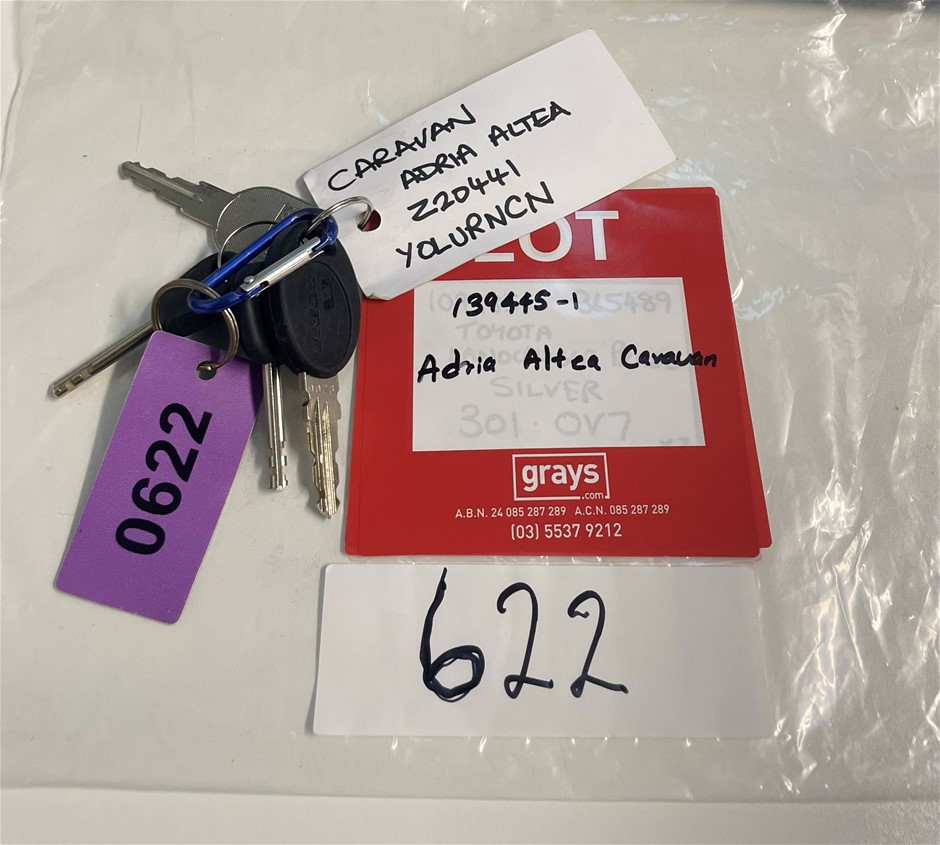 CARAVAN
ADRIA ALTEA
Z20441
YOLURNCN
LOT
139445-1
TOYOTA
Adria Altea Caravan
SILVER
301.0V7
grays
.com
A.B.N. 24 085 287 289 A.C.N. 085 287 289
(03) 5537 9212
0622
622